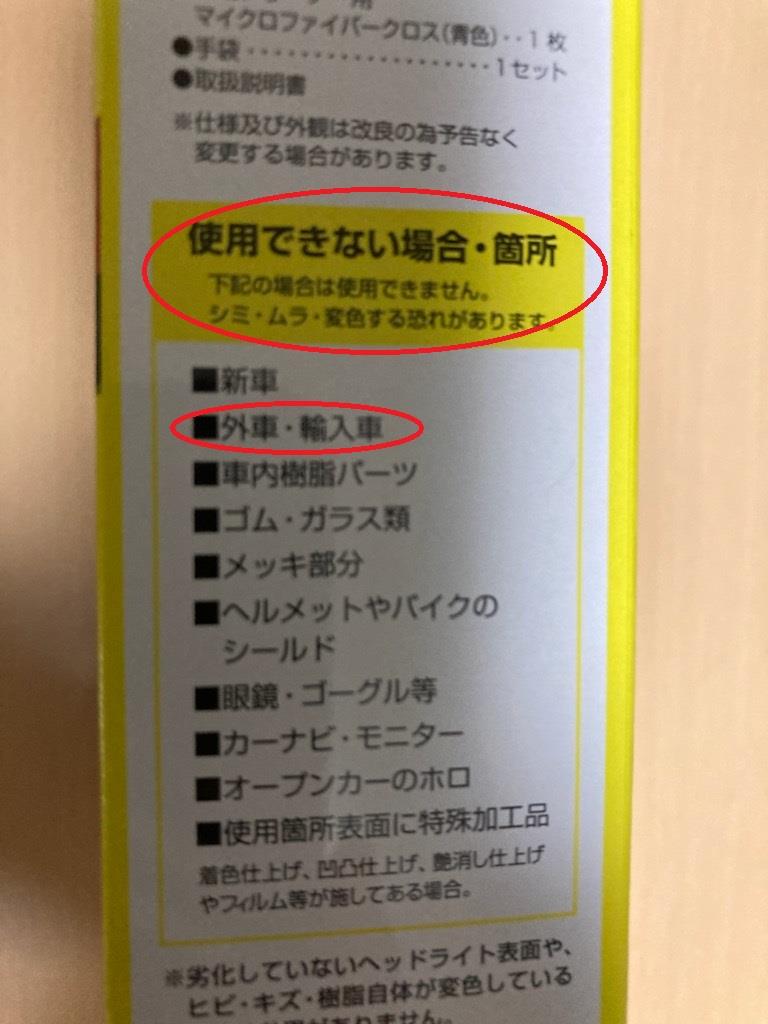 マイクロファイバークロス(青色)‥1枚
●手袋‥‥‥‥‥‥‥‥‥‥1セット
●取扱説明書
※仕様及び外観は改良の為予告なく
変更する場合があります。
使用できない場合・箇所
下記の場合は使用できません。
シミ・ムラ・変色する恐れがあります。
■新車
■外車・輸入車
■車内樹脂パーツ
■ゴム・ガラス類
■メッキ部分
■ヘルメットやバイクの
シールド
■眼鏡・ゴーグル等
■カーナビ・モニター
■オープンカーのホロ
■使用箇所表面に特殊加工品
着色仕上げ、凹凸仕上げ、艶消し仕上げ
やフィルム等が施してある場合。
※劣化していないヘッドライト表面や、
ヒビ・キズ・樹脂自体が変色している
ありません。